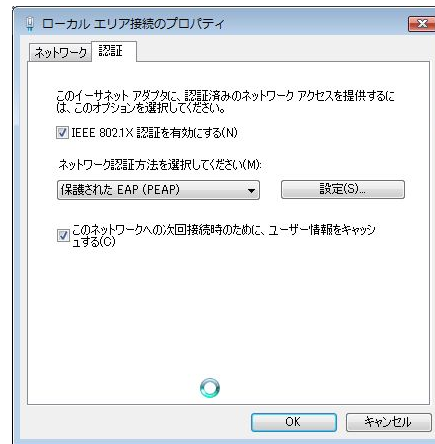 ローカル エリア接続のプロパティ
ネットワーク 認証
このイーサネット アダプタに、認証済みのネットワーク アクセスを提供するに
は、このオプションを選択してください。
IEEE 802.1X 認証を有効にする(N)
ネットワーク認証方法を選択してください(M):
保護された EAP (PEAP) 設定(S)...
このネットワークへの次回接続時のために、ユーザー情報をキャッシ
ュする(C)
OK キャンセル